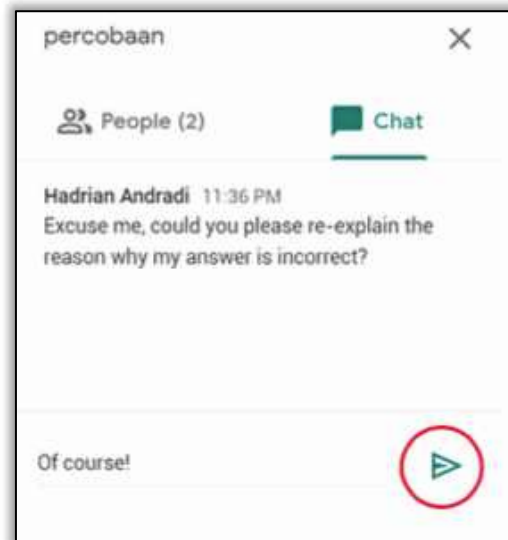 percobaan
People (2)
Chat
Hadrian Andradi 11:36 PM
Excuse me, could you please re-explain the
reason why my answer is incorrect?
Of course!